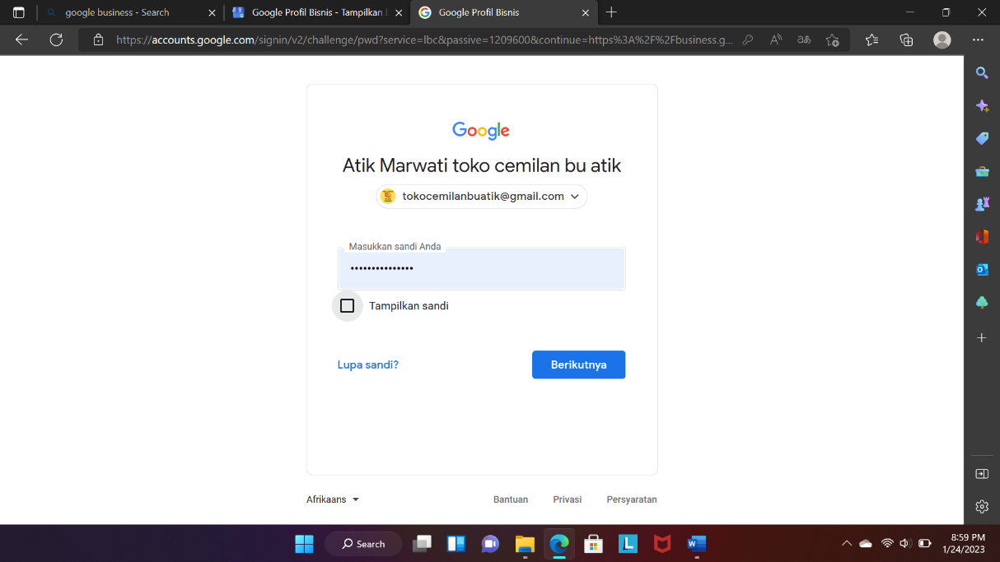 google business - Search
Google Profil Bisnis - Tampilkan
Google Profil Bisnis
https://accounts.google.com/signin/v2/challenge/pwd?service=lbc&passive=1209600&continue=https%3A%2F%2Fbusiness.g...
Google
Atik Marwati toko cemilan bu atik
tokocemilanbuatik@gmail.com
Masukkan sandi Anda
•••••••••••••••
Tampilkan sandi
Lupa sandi?
Berikutnya
Afrikaans
Bantuan
Privasi
Persyaratan
Search
8:59 PM
1/24/2023